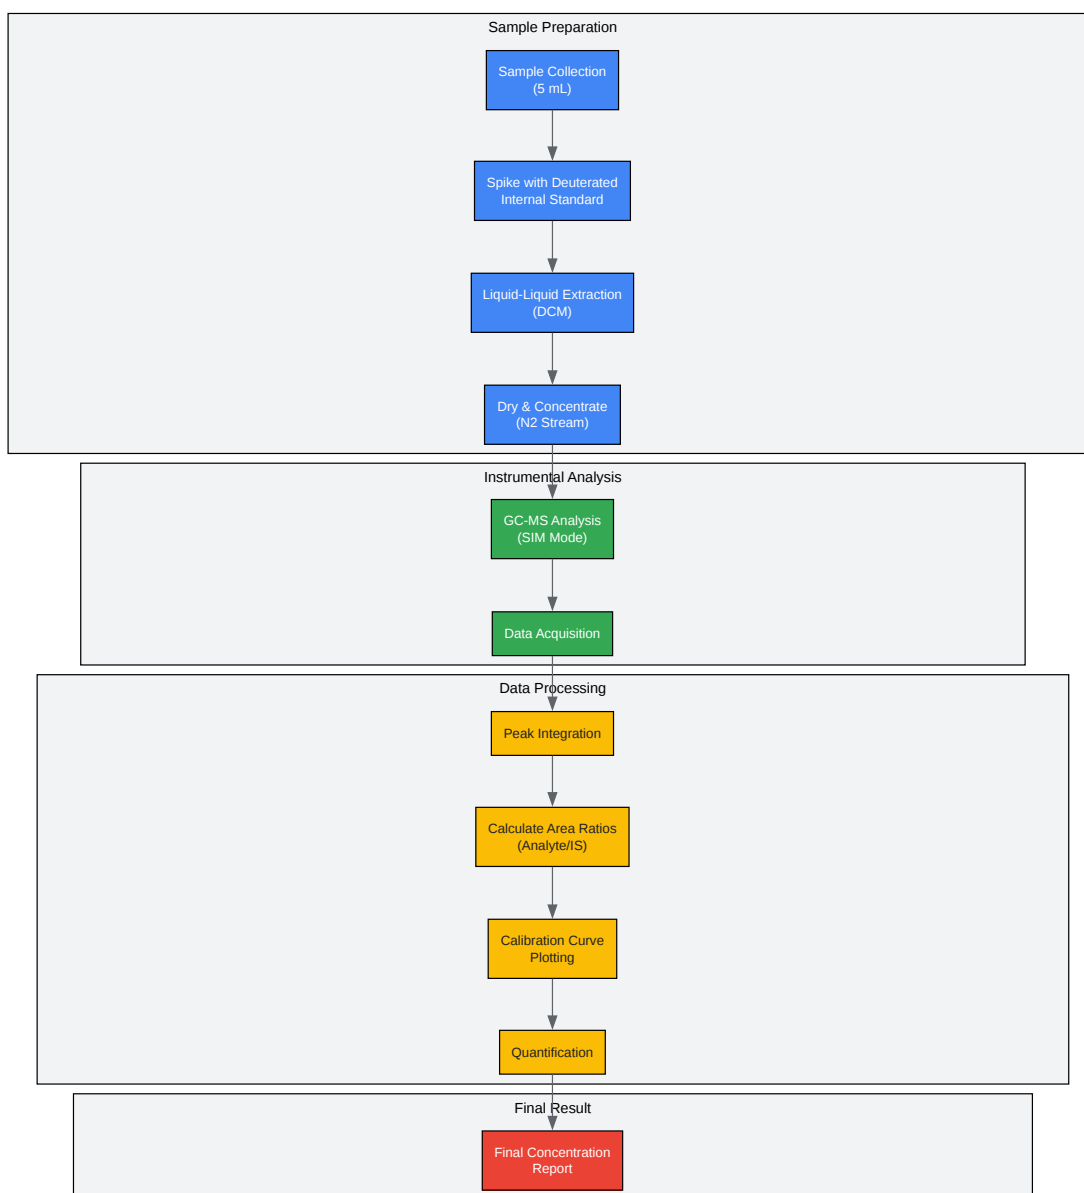 Sample Preparation
Sample Collection
(5 mL)
Spike with Deuterated
Internal Standard
Liquid-Liquid Extraction
(DCM)
Dry & Concentrate
(N2 Stream)
Instrumental Analysis
GC-MS Analysis
(SIM Mode)
Data Acquisition
Data Processing
Peak Integration
Calculate Area Ratios
(Analyte/IS)
Calibration Curve
Plotting
Quantification
Final Result
Final Concentration
Report